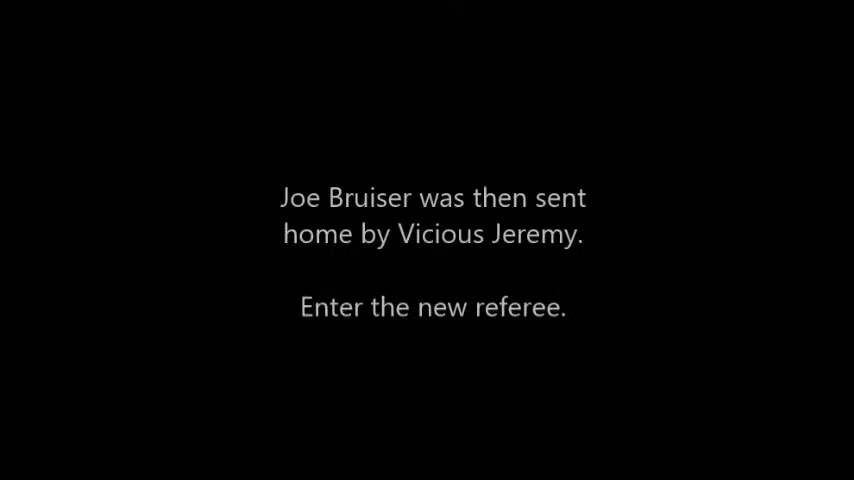 Joe Bruiser was then sent
home by Vicious Jeremy.
Enter the new referee.